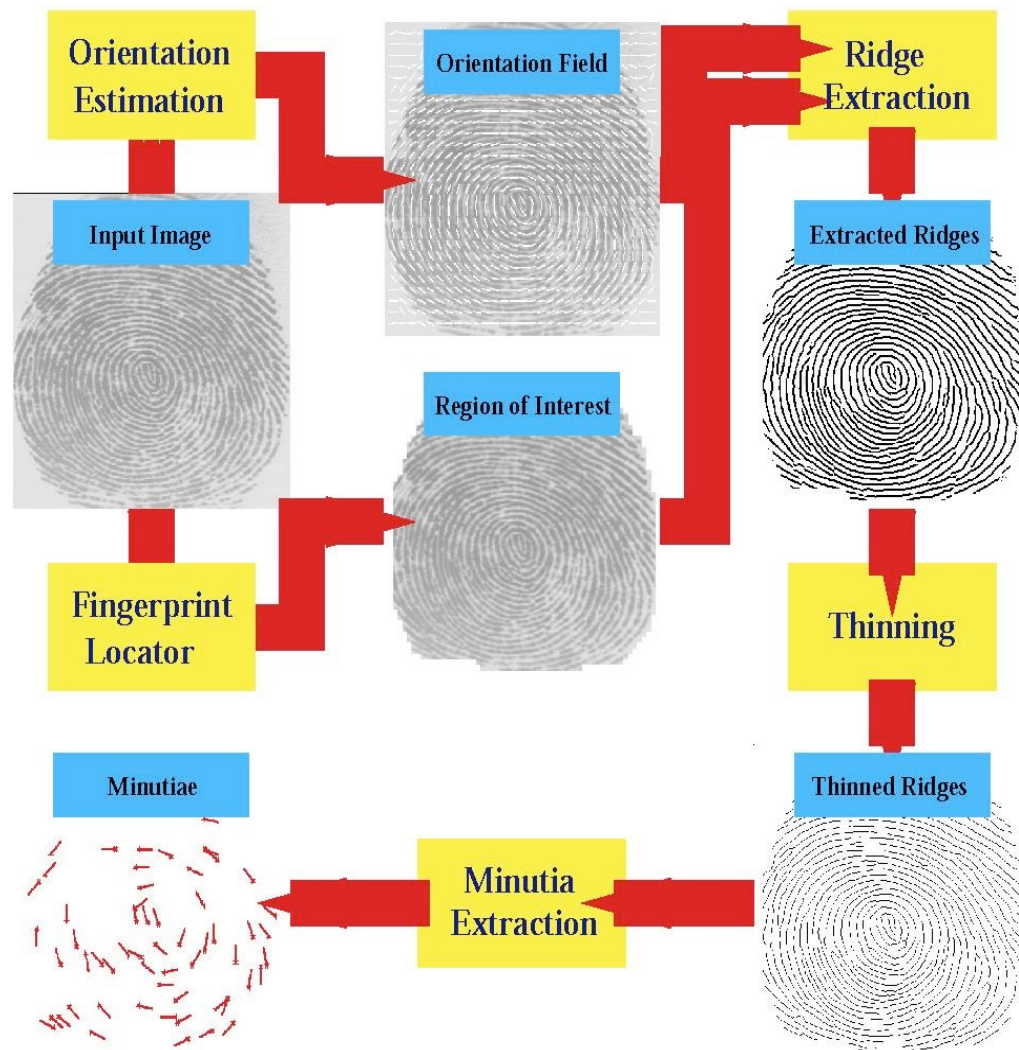 Orientation
Estimation
Orientation Field
Ridge
Extraction
Input Image
Extracted Ridges
Region of Interest
Fingerprint
Locator
Thinning
Minutiae
Thinned Ridges
Minutia
Extraction